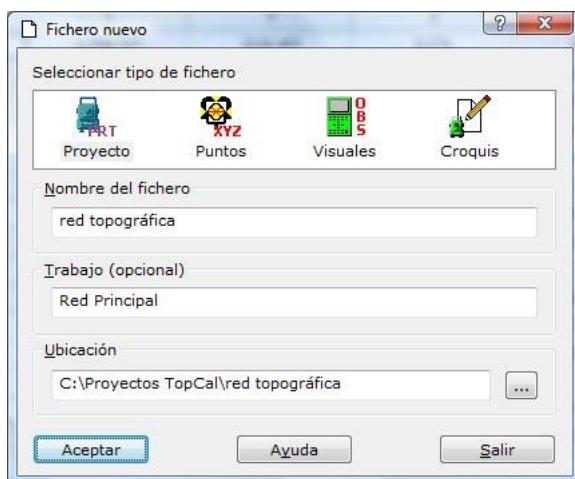 Fichero nuevo
Seleccionar tipo de fichero
PRT
XYZ
OBS
Proyecto Puntos Visuales Croquis
Nombre del fichero
red topográfica
Trabajo (opcional)
Red Principal
Ubicación
C:\Proyectos TopCal\red topográfica
...
Aceptar Ayuda Salir